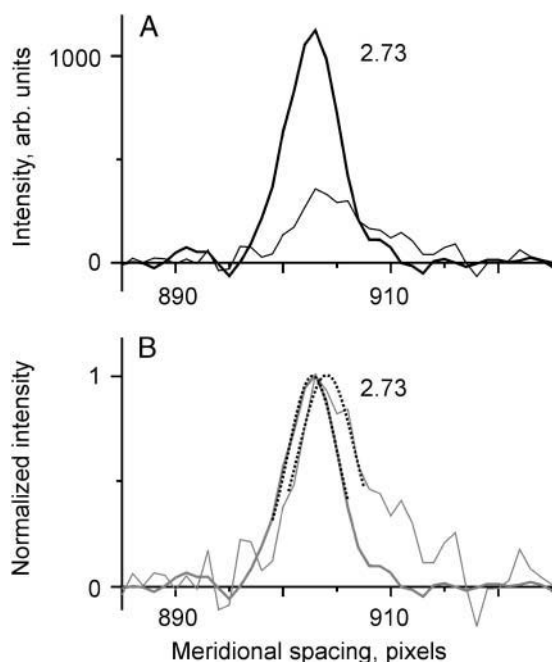 A
2.73
1000
Intensity, arb. units
0
890
910
B
1
2.73
Normalized intensity
0
890
910
Meridional spacing, pixels